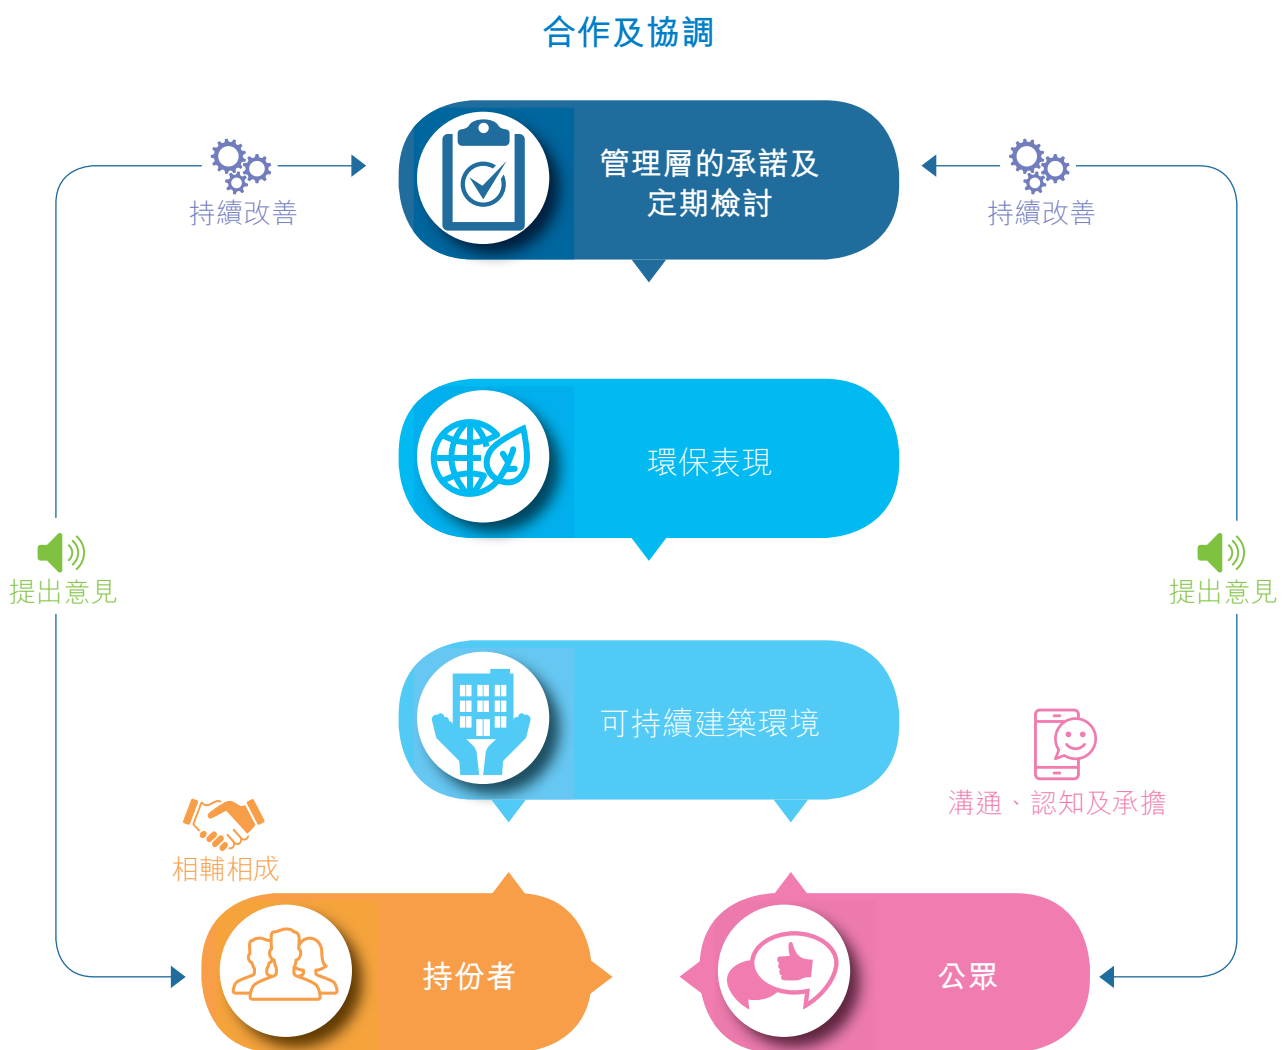 合作及協調
管理層的承諾及
定期檢討
持續改善
持續改善
環保表現
提出意見
提出意見
可持續建築環境
溝通、認知及承擔
相輔相成
持份者
公眾